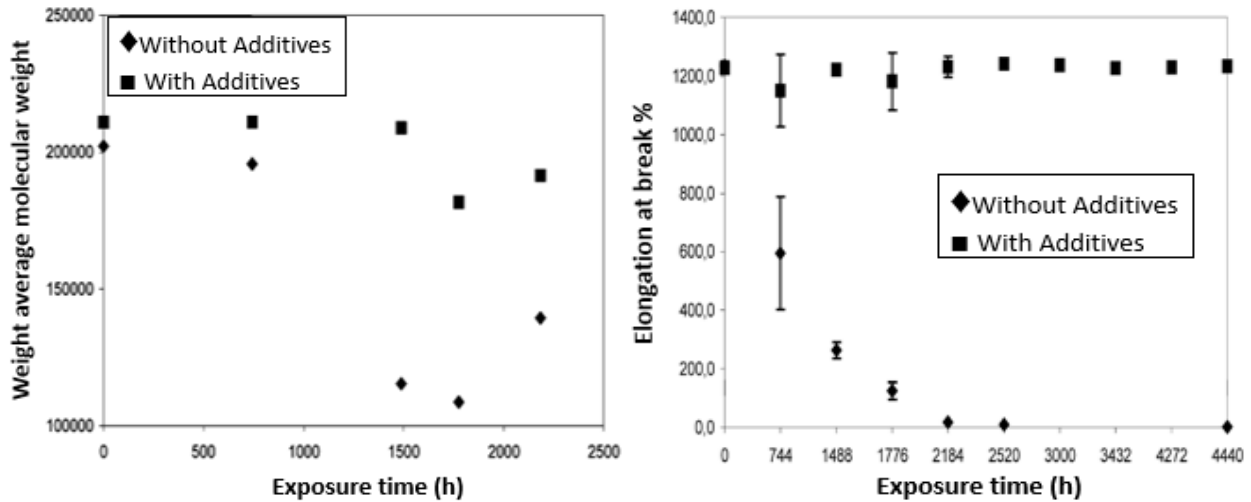 250000
200000
150000
100000
Weight average molecular weight
Without Additives
With Additives
0 500 1000 1500 2000 2500
Exposure time (h)
1400,0
1200,0
1000,0
800,0
600,0
400,0
200,0
0,0
Elongation at break %
Without Additives
With Additives
0 744 1488 1776 2184 2520 3000 3432 4272 4440
Exposure time (h)